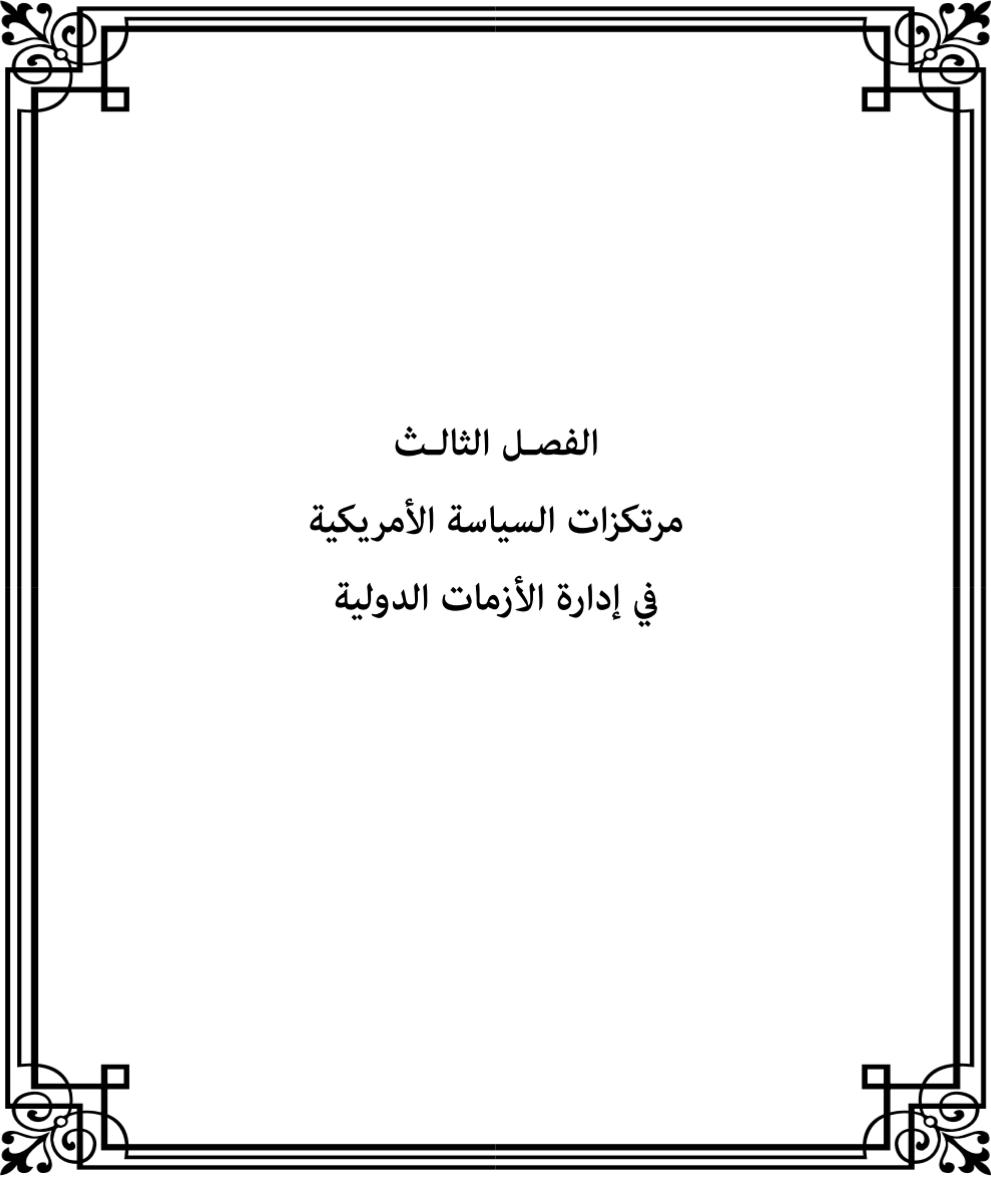 الفصـل الثالـث
مرتكزات السياسة الأمريكية
في إدارة الأزمات الدولية